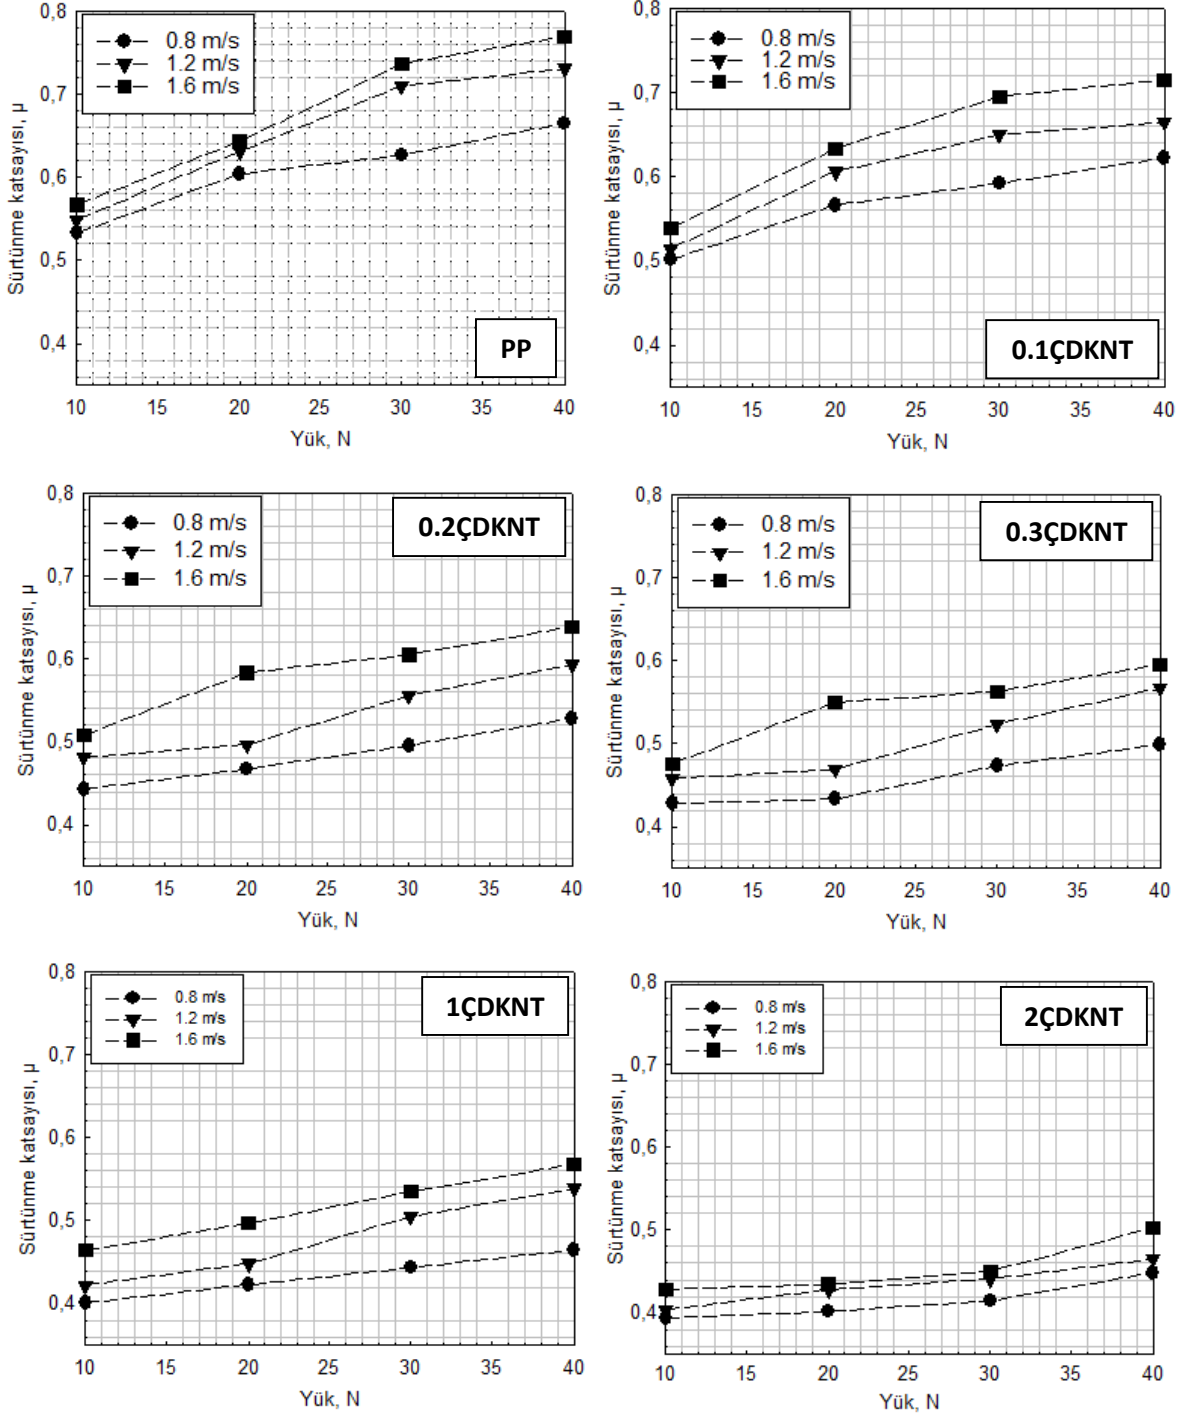 0,8
0,7
0,6
0,5
0,4
Sürtünme katsayısı, µ
0.8 m/s
1.2 m/s
1.6 m/s
PP
10 15 20 25 30 35 40
Yük, N
0,8
0,7
0,6
0,5
0,4
Sürtünme katsayısı, µ
0.8 m/s
1.2 m/s
1.6 m/s
0.1ÇDKNT
10 15 20 25 30 35 40
Yük, N
0,8
0,7
0,6
0,5
0,4
Sürtünme katsayısı, µ
0.8 m/s
1.2 m/s
1.6 m/s
0.2ÇDKNT
10 15 20 25 30 35 40
Yük, N
0,8
0,7
0,6
0,5
0,4
Sürtünme katsayısı, µ
0.8 m/s
1.2 m/s
1.6 m/s
0.3ÇDKNT
10 15 20 25 30 35 40
Yük, N
0,8
0,7
0,6
0,5
0,4
Sürtünme katsayısı, µ
0.8 m/s
1.2 m/s
1.6 m/s
1ÇDKNT
10 15 20 25 30 35 40
Yük, N
0,8
0,7
0,6
0,5
0,4
Sürtünme katsayısı, µ
0.8 m/s
1.2 m/s
1.6 m/s
2ÇDKNT
10 15 20 25 30 35 40
Yük, N